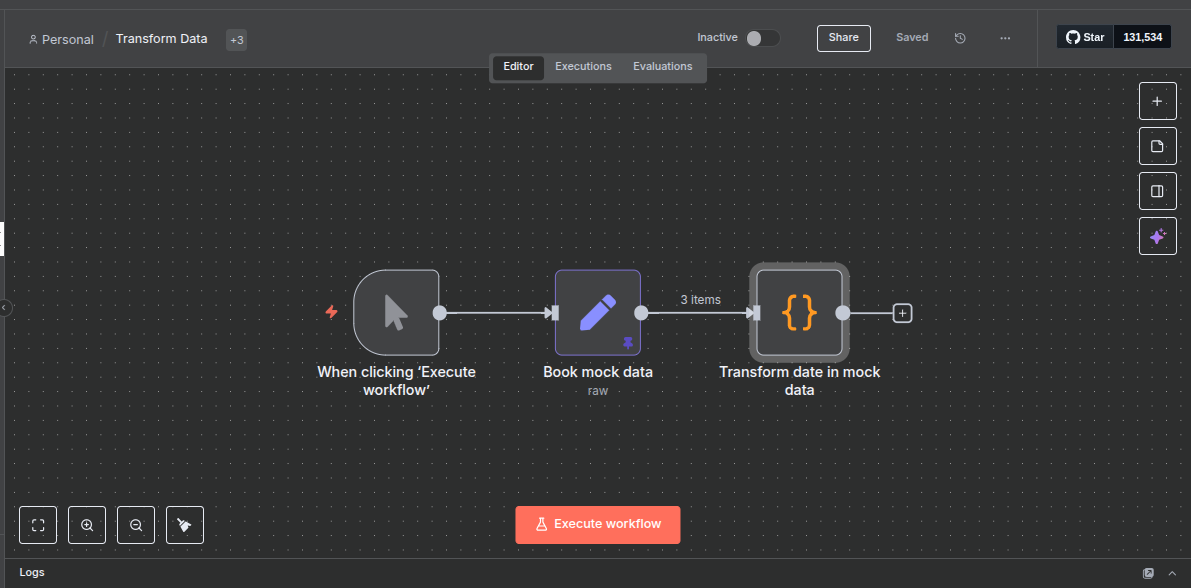 Personal / Transform Data +3
Inactive
Share
Saved
Star 131,534
Editor Executions Evaluations
3 items
When clicking ‘Execute
workflow’
Book mock data
raw
Transform date in mock
data
Execute workflow
Logs